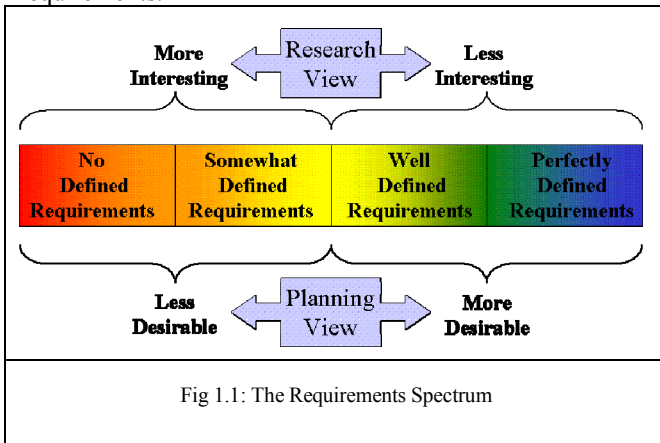 requirements.
More Research Less
Interesting View Interesting
No Somewhat Well Perfectly
Defined Defined Defined Defined
Requirements Requirements Requirements Requirements
Less Planning More
Desirable View Desirable
Fig 1.1: The Requirements Spectrum